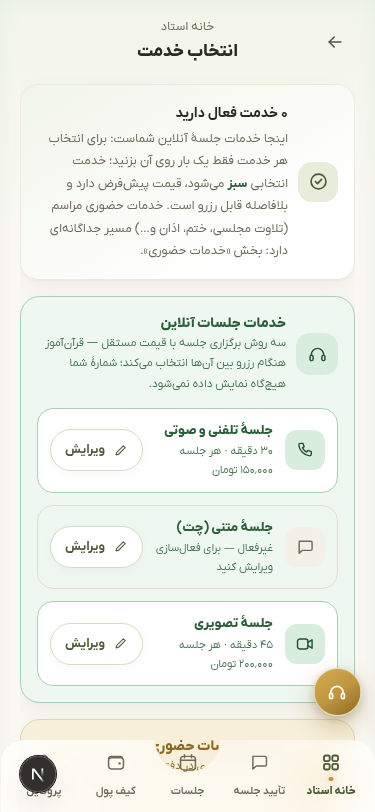 خانه استاد
انتخاب خدمت
۰ خدمت فعال دارید
اینجا خدمات جلسهٔ آنلاین شماست: برای انتخاب
هر خدمت فقط یک بار روی آن بزنید؛ خدمت
انتخابی سبز می‌شود، قیمت پیش‌فرض دارد و
بلافاصله قابل رزرو است. خدمات حضوری مراسم
(تلاوت مجلسی، ختم، اذان و…) مسیر جداگانه‌ای
دارد: بخش «خدمات حضوری».
خدمات جلسات آنلاین
سه روش برگزاری جلسه با قیمت مستقل — قرآن‌آموز
هنگام رزرو بین آن‌ها انتخاب می‌کند؛ شمارهٔ شما
هیچ‌گاه نمایش داده نمی‌شود.
جلسهٔ تلفنی و صوتی
۳۰ دقیقه · هر جلسه
۱۵۰٬۰۰۰ تومان
ویرایش
جلسهٔ متنی (چت)
غیرفعال — برای فعال‌سازی
ویرایش کنید
ویرایش
جلسهٔ تصویری
۴۵ دقیقه · هر جلسه
۲۰۰٬۰۰۰ تومان
ویرایش
خانه استاد
تأیید جلسه
جلسات
کیف پول
N